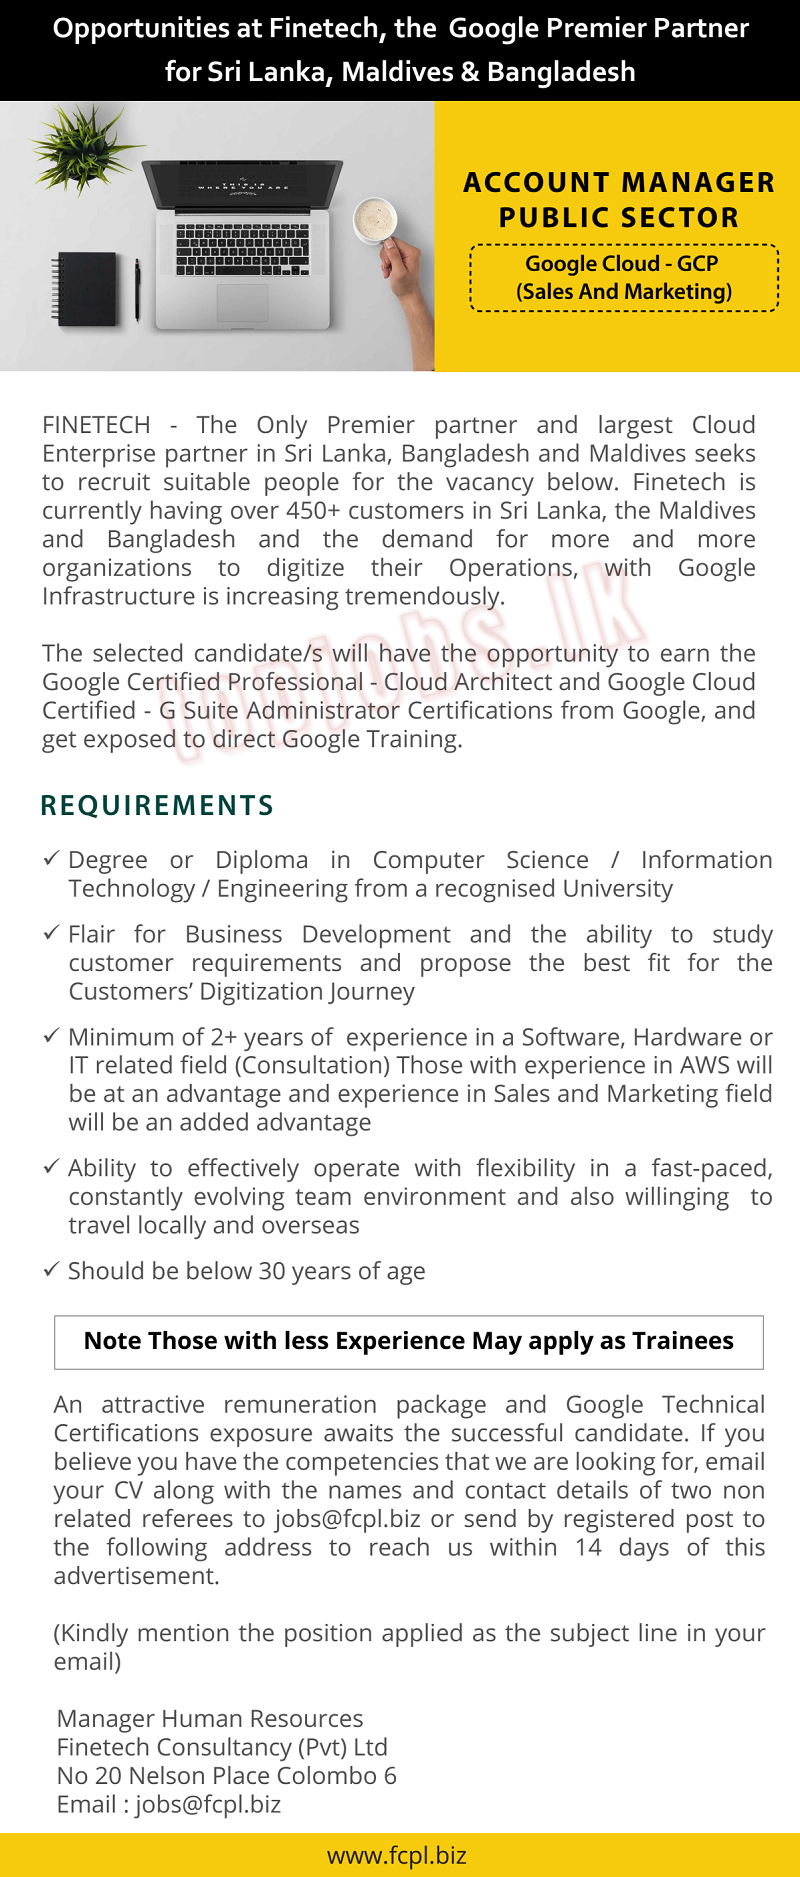 Opportunities at Finetech, the Google Premier Partner
for Sri Lanka, Maldives & Bangladesh
THIS IS
WHERE YOU ARE
ACCOUNT MANAGER
PUBLIC SECTOR
Google Cloud - GCP
(Sales And Marketing)
FINETECH - The Only Premier partner and largest Cloud
Enterprise partner in Sri Lanka, Bangladesh and Maldives seeks
to recruit suitable people for the vacancy below. Finetech is
currently having over 450+ customers in Sri Lanka, the Maldives
and Bangladesh and the demand for more and more
organizations to digitize their Operations, with Google
Infrastructure is increasing tremendously.
The selected candidate/s will have the opportunity to earn the
Google Certified Professional - Cloud Architect and Google Cloud
Certified - G Suite Administrator Certifications from Google, and
get exposed to direct Google Training.
topjobs.lk
REQUIREMENTS
✓ Degree or Diploma in Computer Science / Information
Technology / Engineering from a recognised University
✓ Flair for Business Development and the ability to study
customer requirements and propose the best fit for the
Customers’ Digitization Journey
✓ Minimum of 2+ years of experience in a Software, Hardware or
IT related field (Consultation) Those with experience in AWS will
be at an advantage and experience in Sales and Marketing field
will be an added advantage
✓ Ability to effectively operate with flexibility in a fast-paced,
constantly evolving team environment and also willinging to
travel locally and overseas
✓ Should be below 30 years of age
Note Those with less Experience May apply as Trainees
An attractive remuneration package and Google Technical
Certifications exposure awaits the successful candidate. If you
believe you have the competencies that we are looking for, email
your CV along with the names and contact details of two non
related referees to jobs@fcpl.biz or send by registered post to
the following address to reach us within 14 days of this
advertisement.
(Kindly mention the position applied as the subject line in your
email)
Manager Human Resources
Finetech Consultancy (Pvt) Ltd
No 20 Nelson Place Colombo 6
Email : jobs@fcpl.biz
www.fcpl.biz